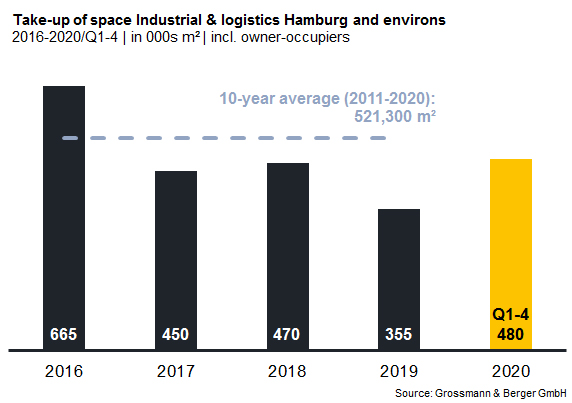 Take-up of space Industrial & logistics Hamburg and environs
2016-2020/Q1-4 | in 000s m² | incl. owner-occupiers
10-year average (2011-2020):
521,300 m²
Q1-4
665 450 470 355 480
2016 2017 2018 2019 2020
Source: Grossmann & Berger GmbH